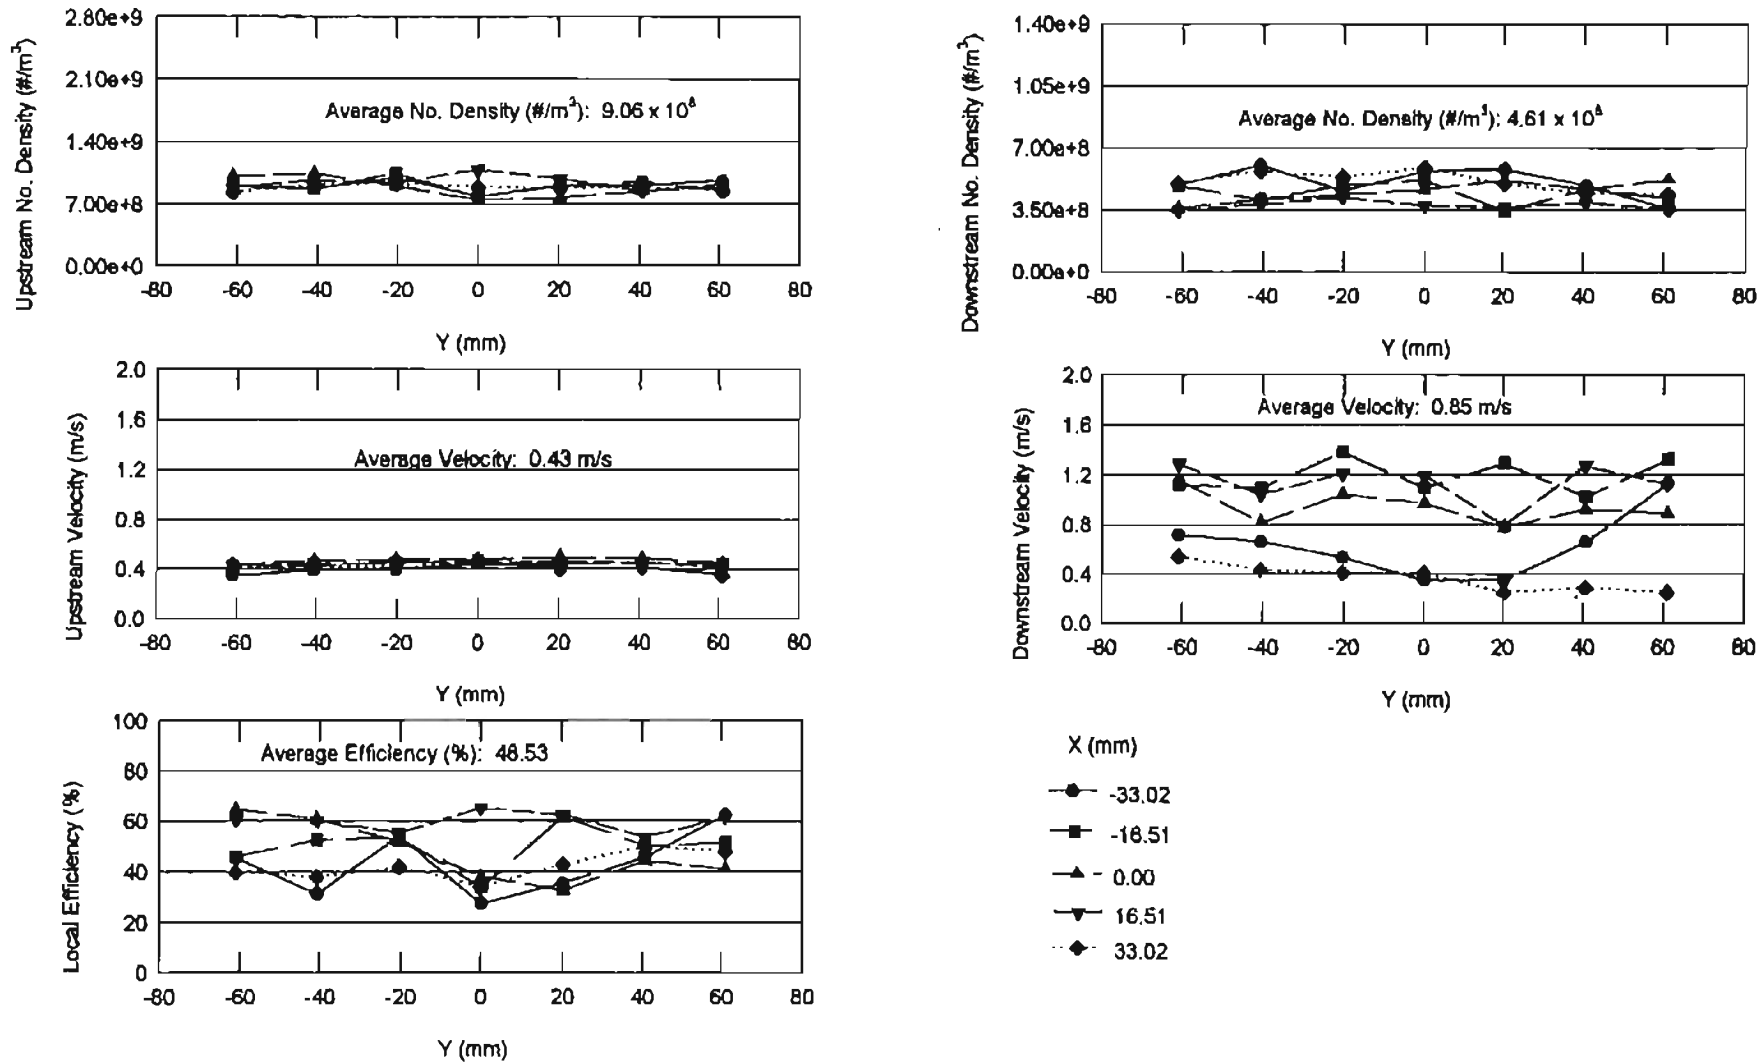 Upstream No. Density (#/m³)
2.80e+9
2.10e+9
1.40e+9
7.00e+8
0.00e+0
Average No. Density (#/m³): 9.06 x 10⁸
-80 -60 -40 -20 0 20 40 60 80
Y (mm)
Downstream No. Density (#/m³)
1.40e+9
1.05e+9
7.00e+8
3.50e+8
0.00e+0
Average No. Density (#/m³): 4.61 x 10⁸
-80 -60 -40 -20 0 20 40 60 80
Y (mm)
Upstream Velocity (m/s)
2.0
1.6
1.2
0.8
0.4
0.0
Average Velocity: 0.43 m/s
-80 -60 -40 -20 0 20 40 60 80
Y (mm)
Downstream Velocity (m/s)
2.0
1.6
1.2
0.8
0.4
0.0
Average Velocity: 0.85 m/s
-80 -60 -40 -20 0 20 40 60 80
Y (mm)
Local Efficiency (%)
100
80
60
40
20
0
Average Efficiency (%): 48.53
-80 -60 -40 -20 0 20 40 60 80
Y (mm)
X (mm)
-33.02
-16.51
0.00
16.51
33.02